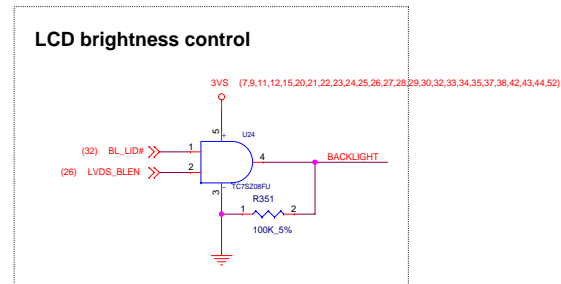 LCD brightness control
3VS (7,9,11,12,15,20,21,22,23,24,25,26,27,28,29,30,32,33,34,35,37,38,42,43,44,52)
5
+
U24
(32) BL_LID#
1
4
BACKLIGHT
(26) LVDS_BLEN
2
3
-
TC7SZ08FU
R351
1
2
100K_5%